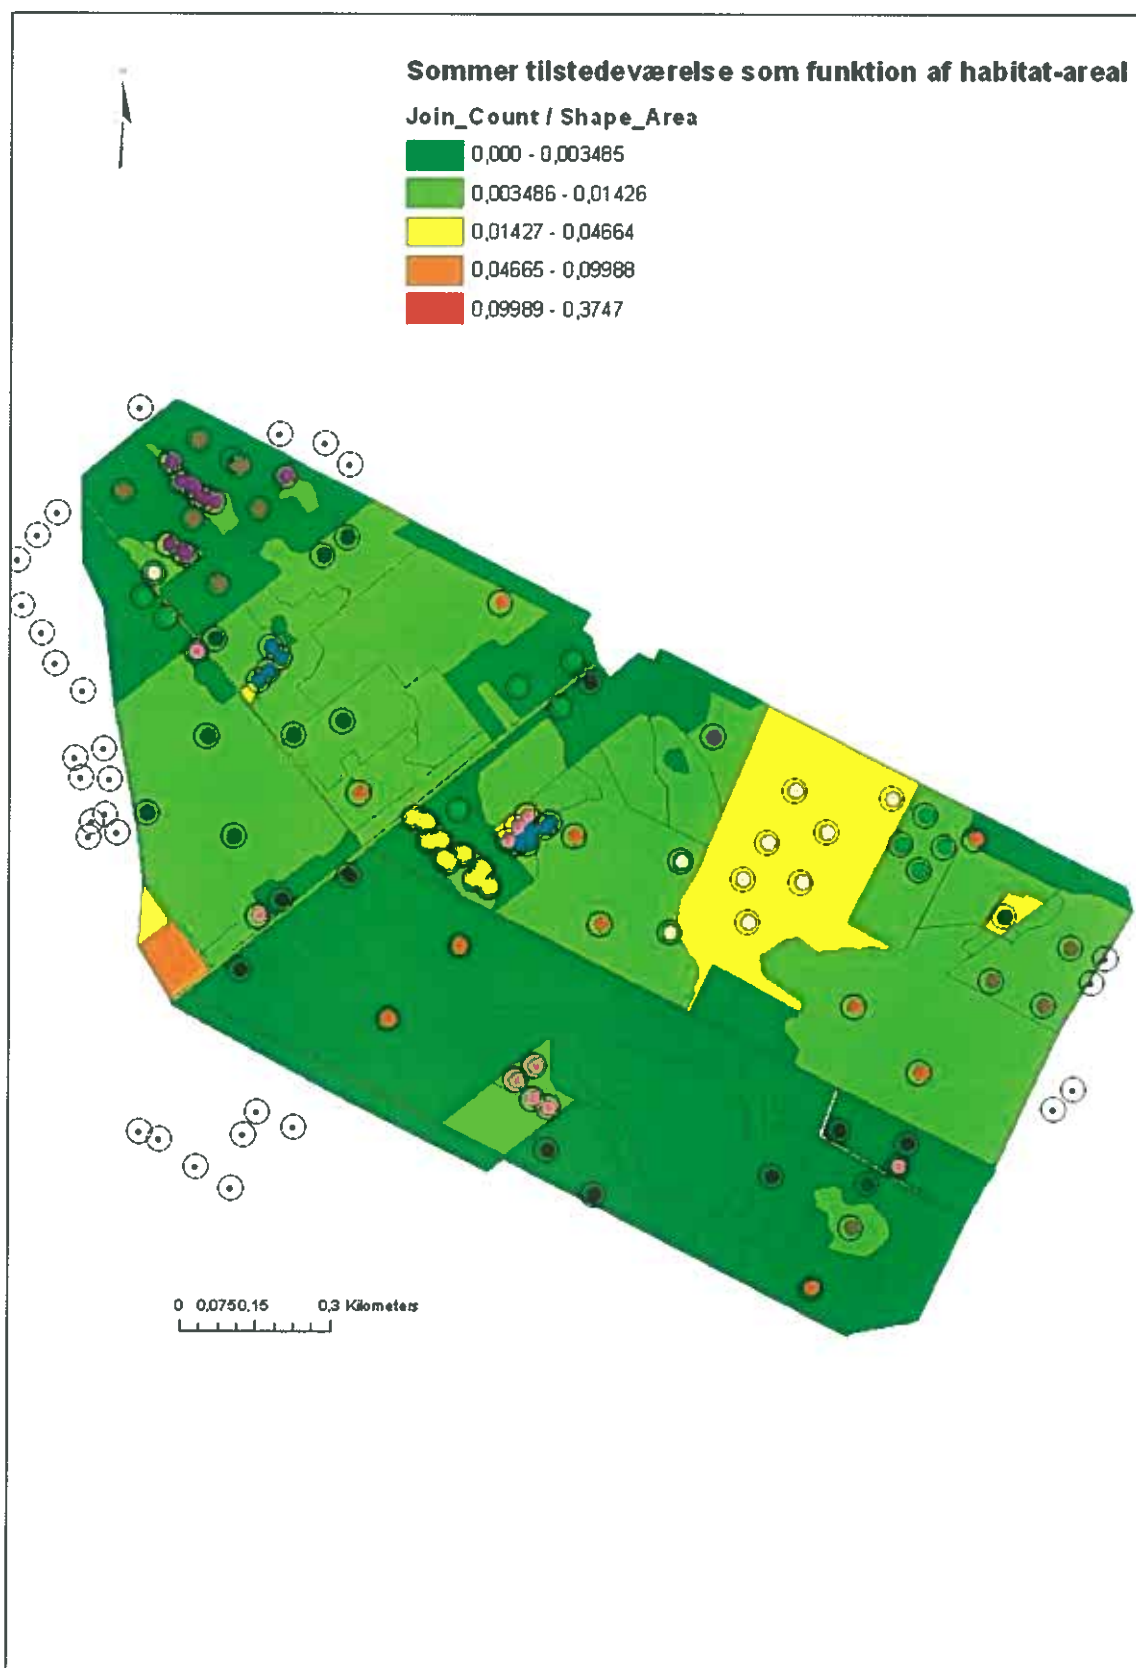 Sommer tilstedeværelse som funktion af habitat-areal
Join_Count / Shape_Area
0,000 - 0,003485
0,003486 - 0,01426
0,01427 - 0,04664
0,04665 - 0,09988
0,09989 - 0,3747
0 0,0750,15 0,3 Kilometers